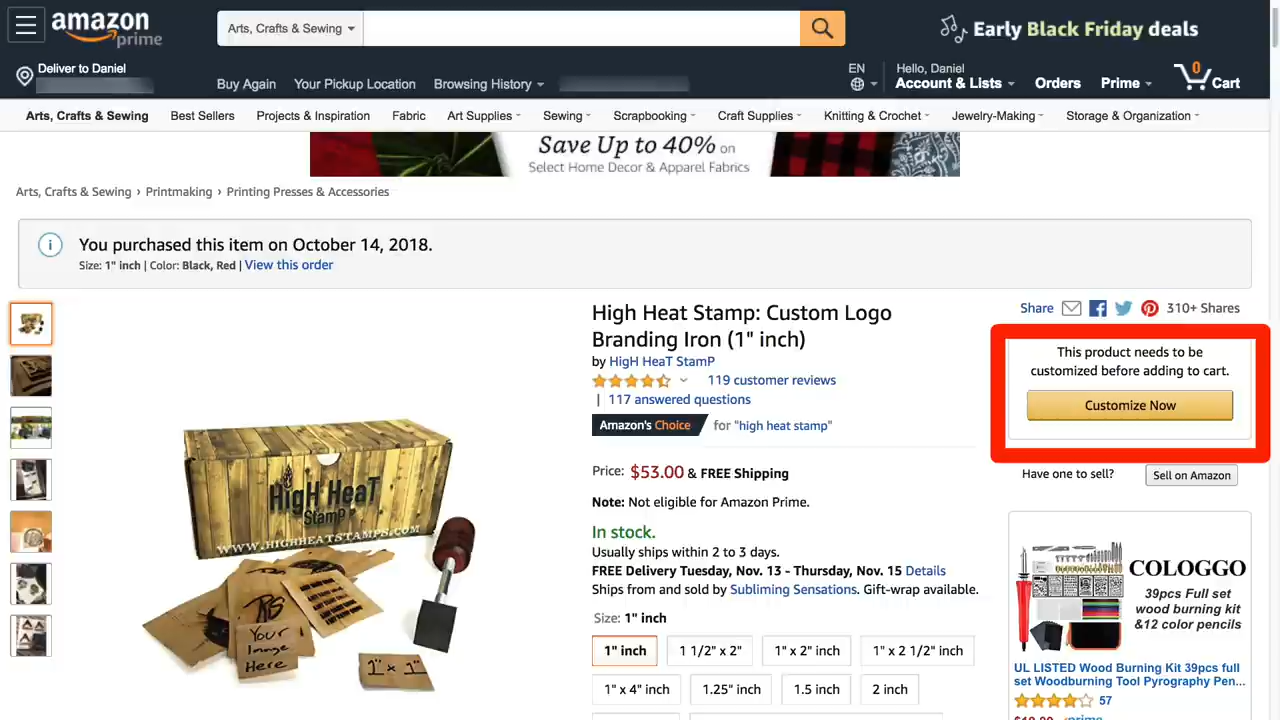 amazon
prime
Arts, Crafts & Sewing
Early Black Friday deals
Deliver to Daniel
Buy Again
Your Pickup Location
Browsing History
EN
Hello, Daniel
Account & Lists
Orders
Prime
0
Cart
Arts, Crafts & Sewing
Best Sellers
Projects & Inspiration
Fabric
Art Supplies
Sewing
Scrapbooking
Craft Supplies
Knitting & Crochet
Jewelry-Making
Storage & Organization
Save Up to 40% on
Select Home Decor & Apparel Fabrics
Arts, Crafts & Sewing › Printmaking › Printing Presses & Accessories
You purchased this item on October 14, 2018.
Size: 1" inch | Color: Black, Red | View this order
HigH HeaT
StamP
WWW.HIGHHEATSTAMPS.COM
RS
Your
Image
Here
1" x 1"
High Heat Stamp: Custom Logo
Branding Iron (1" inch)
by HigH HeaT StamP
119 customer reviews
| 117 answered questions
Amazon's Choice for "high heat stamp"
Price: $53.00 & FREE Shipping
Note: Not eligible for Amazon Prime.
In stock.
Usually ships within 2 to 3 days.
FREE Delivery Tuesday, Nov. 13 - Thursday, Nov. 15 Details
Ships from and sold by Subliming Sensations. Gift-wrap available.
Size: 1" inch
1" inch
1 1/2" x 2"
1" x 2" inch
1" x 2 1/2" inch
1" x 4" inch
1.25" inch
1.5 inch
2 inch
Share
310+ Shares
This product needs to be
customized before adding to cart.
Customize Now
Have one to sell?
Sell on Amazon
COLOGGO
39pcs Full set
wood burning kit
&12 color pencils
UL LISTED Wood Burning Kit 39pcs full
set Woodburning Tool Pyrography Pen...
57
prime